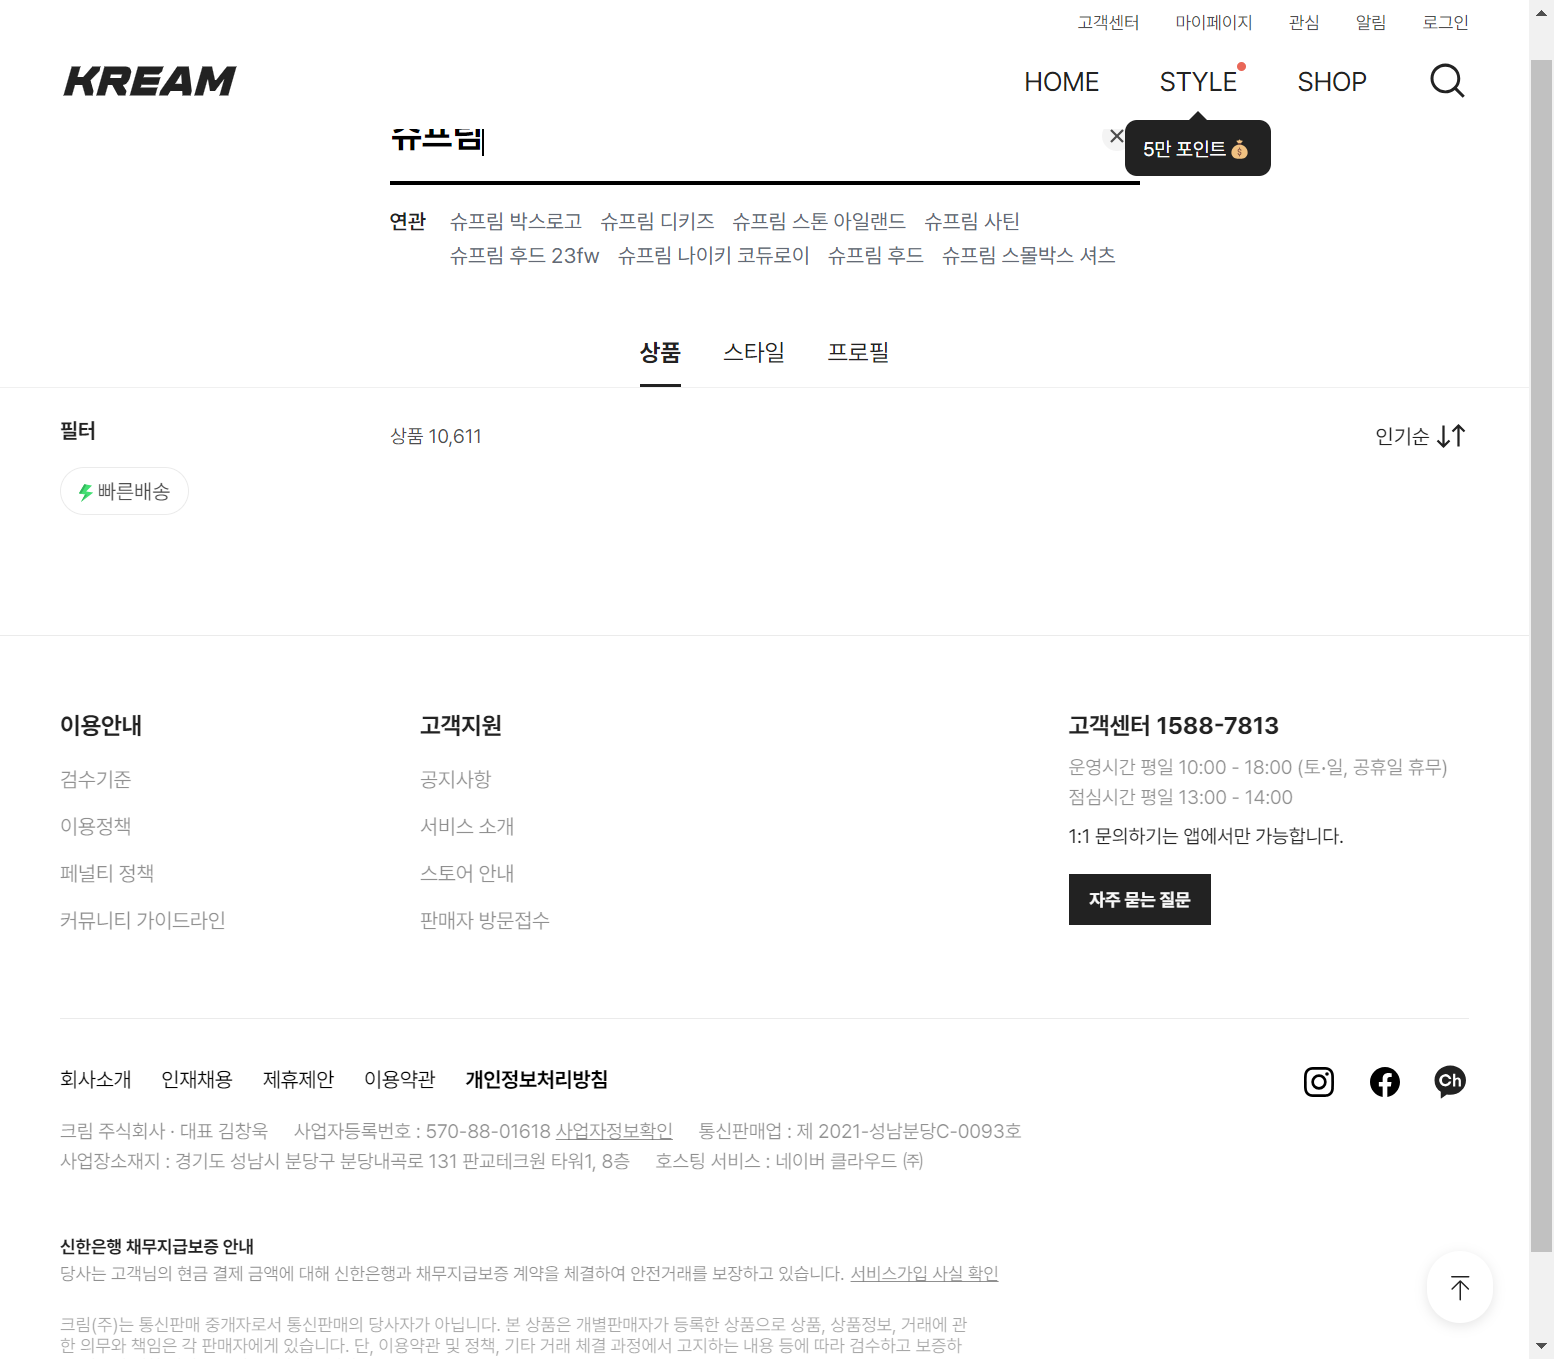 고객센터 마이페이지 관심 알림 로그인
KREAM HOME STYLE SHOP
슈프림
5만 포인트
연관 슈프림 박스로고 슈프림 디키즈 슈프림 스톤 아일랜드 슈프림 사틴
슈프림 후드 23fw 슈프림 나이키 코듀로이 슈프림 후드 슈프림 스몰박스 셔츠
상품 스타일 프로필
필터
상품 10,611
인기순
빠른배송
이용안내
검수기준
이용정책
페널티 정책
커뮤니티 가이드라인
고객지원
공지사항
서비스 소개
스토어 안내
판매자 방문접수
고객센터 1588-7813
운영시간 평일 10:00 - 18:00 (토·일, 공휴일 휴무)
점심시간 평일 13:00 - 14:00
1:1 문의하기는 앱에서만 가능합니다.
자주 묻는 질문
회사소개 인재채용 제휴제안 이용약관 개인정보처리방침
Ch
크림 주식회사 · 대표 김창욱 사업자등록번호 : 570-88-01618 사업자정보확인 통신판매업 : 제 2021-성남분당C-0093호
사업장소재지 : 경기도 성남시 분당구 분당내곡로 131 판교테크원 타워1, 8층 호스팅 서비스 : 네이버 클라우드 ㈜
신한은행 채무지급보증 안내
당사는 고객님의 현금 결제 금액에 대해 신한은행과 채무지급보증 계약을 체결하여 안전거래를 보장하고 있습니다. 서비스가입 사실 확인
크림(주)는 통신판매 중개자로서 통신판매의 당사자가 아닙니다. 본 상품은 개별판매자가 등록한 상품으로 상품, 상품정보, 거래에 관
한 의무와 책임은 각 판매자에게 있습니다. 단, 이용약관 및 정책, 기타 거래 체결 과정에서 고지하는 내용 등에 따라 검수하고 보증하